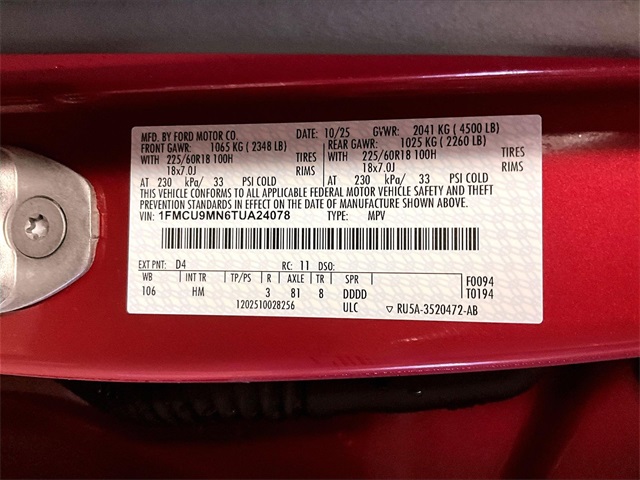 MFD. BY FORD MOTOR CO. DATE: 10/25 GVWR: 2041 KG ( 4500 LB)
FRONT GAWR: 1065 KG ( 2348 LB) REAR GAWR: 1025 KG ( 2260 LB)
WITH 225/60R18 100H TIRES WITH 225/60R18 100H TIRES
18x7.0J RIMS 18x7.0J RIMS
AT 230 kPa/ 33 PSI COLD AT 230 kPa/ 33 PSI COLD
THIS VEHICLE CONFORMS TO ALL APPLICABLE FEDERAL MOTOR VEHICLE SAFETY AND THEFT
PREVENTION STANDARDS IN EFFECT ON THE DATE OF MANUFACTURE SHOWN ABOVE.
VIN: 1FMCU9MN6TUA24078 TYPE: MPV
EXT PNT: D4 RC: 11 DSO:
WB INT TR TP/PS R AXLE TR SPR F0094
106 HM 3 81 8 DDDD T0194
1202510028256 ULC ▽ RU5A-3520472-AB